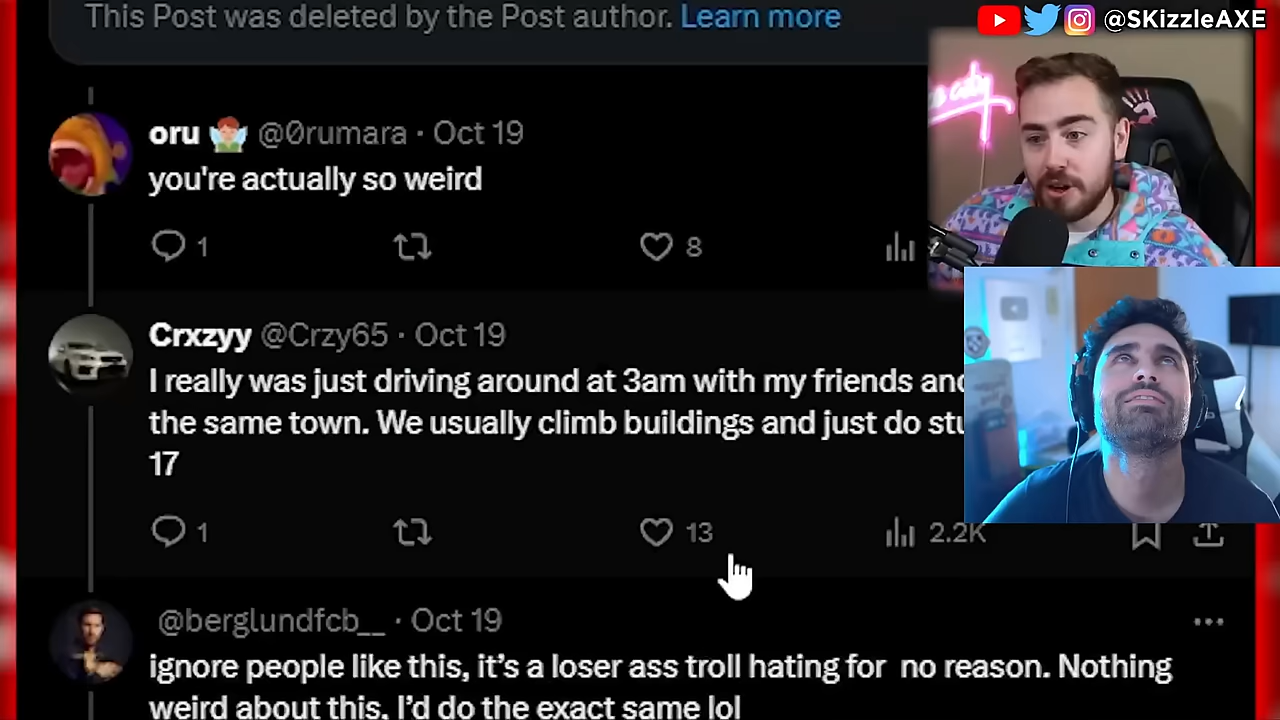 This Post was deleted by the Post author. Learn more
@SKizzleAXE
oru @0rumara · Oct 19
you're actually so weird
1
8
Crxzyy @Crzy65 · Oct 19
I really was just driving around at 3am with my friends
the same town. We usually climb buildings and just do
17
1
13
2.2K
@berglundfcb__ · Oct 19
ignore people like this, it's a loser ass troll hating for no reason. Nothing
weird about this, I'd do the exact same lol